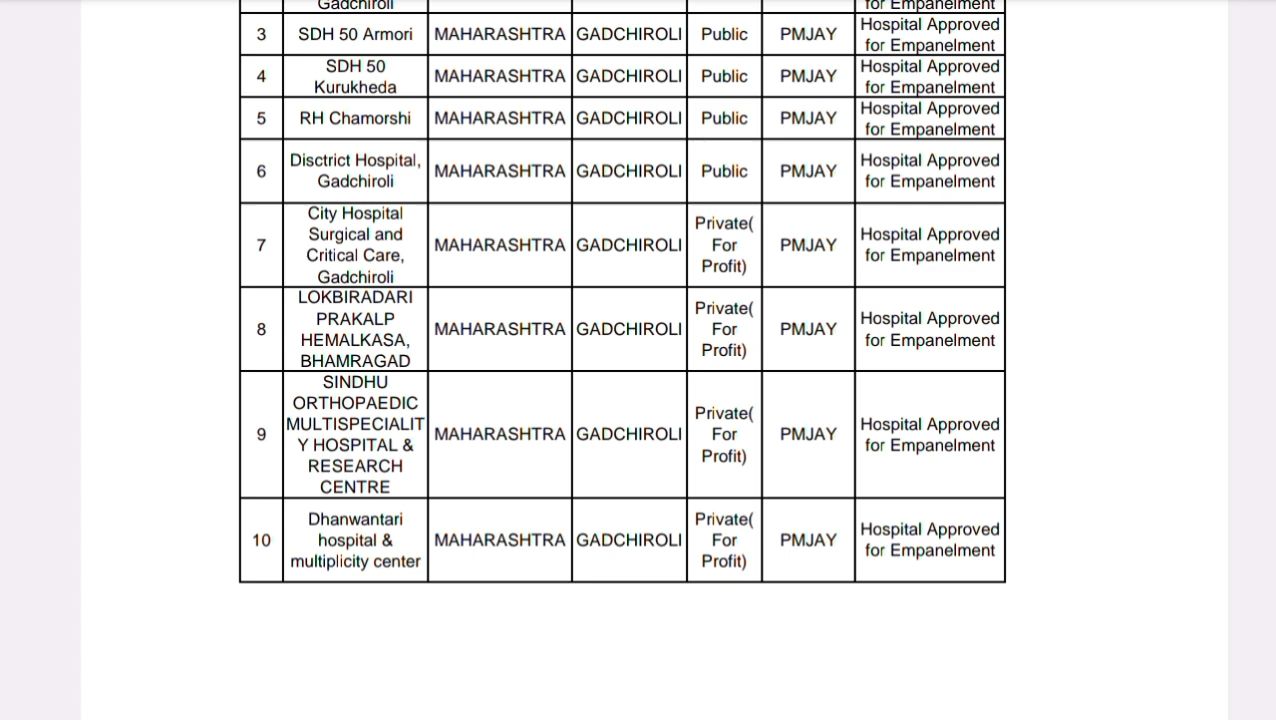 Gadchiroli for Empanelment
3 SDH 50 Armori MAHARASHTRA GADCHIROLI Public PMJAY Hospital Approved
for Empanelment
4 SDH 50
Kurukheda MAHARASHTRA GADCHIROLI Public PMJAY Hospital Approved
for Empanelment
5 RH Chamorshi MAHARASHTRA GADCHIROLI Public PMJAY Hospital Approved
for Empanelment
6 Disctrict Hospital,
Gadchiroli MAHARASHTRA GADCHIROLI Public PMJAY Hospital Approved
for Empanelment
7 City Hospital
Surgical and
Critical Care,
Gadchiroli MAHARASHTRA GADCHIROLI Private(
For
Profit) PMJAY Hospital Approved
for Empanelment
8 LOKBIRADARI
PRAKALP
HEMALKASA,
BHAMRAGAD MAHARASHTRA GADCHIROLI Private(
For
Profit) PMJAY Hospital Approved
for Empanelment
9 SINDHU
ORTHOPAEDIC
MULTISPECIALIT
Y HOSPITAL &
RESEARCH
CENTRE MAHARASHTRA GADCHIROLI Private(
For
Profit) PMJAY Hospital Approved
for Empanelment
10 Dhanwantari
hospital &
multiplicity center MAHARASHTRA GADCHIROLI Private(
For
Profit) PMJAY Hospital Approved
for Empanelment